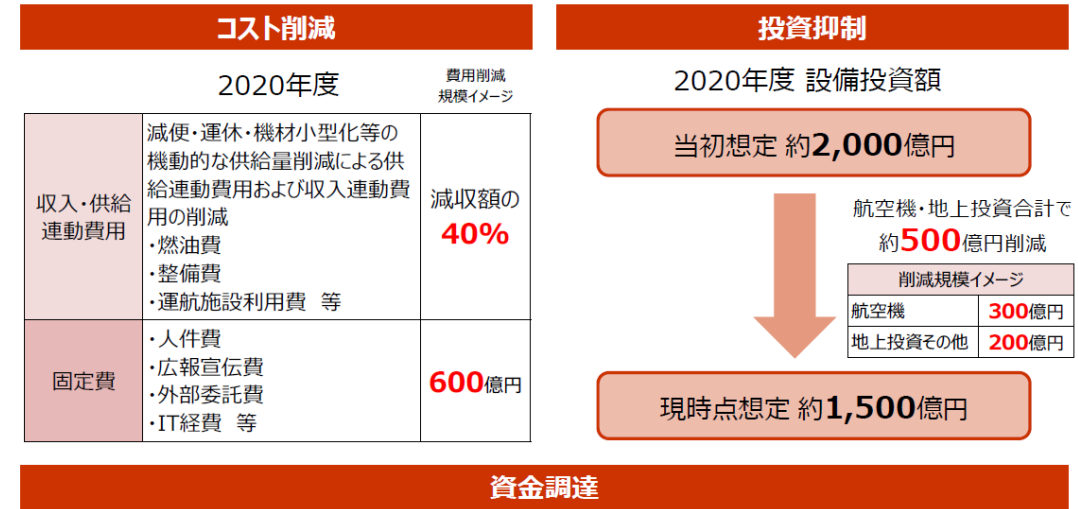 コスト削減
2020年度
費用削減
規模イメージ
収入・供給
連動費用
減便・運休・機材小型化等の
機動的な供給量削減による供
給連動費用および収入連動費
用の削減
・燃油費
・整備費
・運航施設利用費 等
減収額の
40%
固定費
・人件費
・広報宣伝費
・外部委託費
・IT経費 等
600億円
投資抑制
2020年度 設備投資額
当初想定 約2,000億円
航空機・地上投資合計で
約500億円削減
削減規模イメージ
航空機 300億円
地上投資その他 200億円
現時点想定 約1,500億円
資金調達